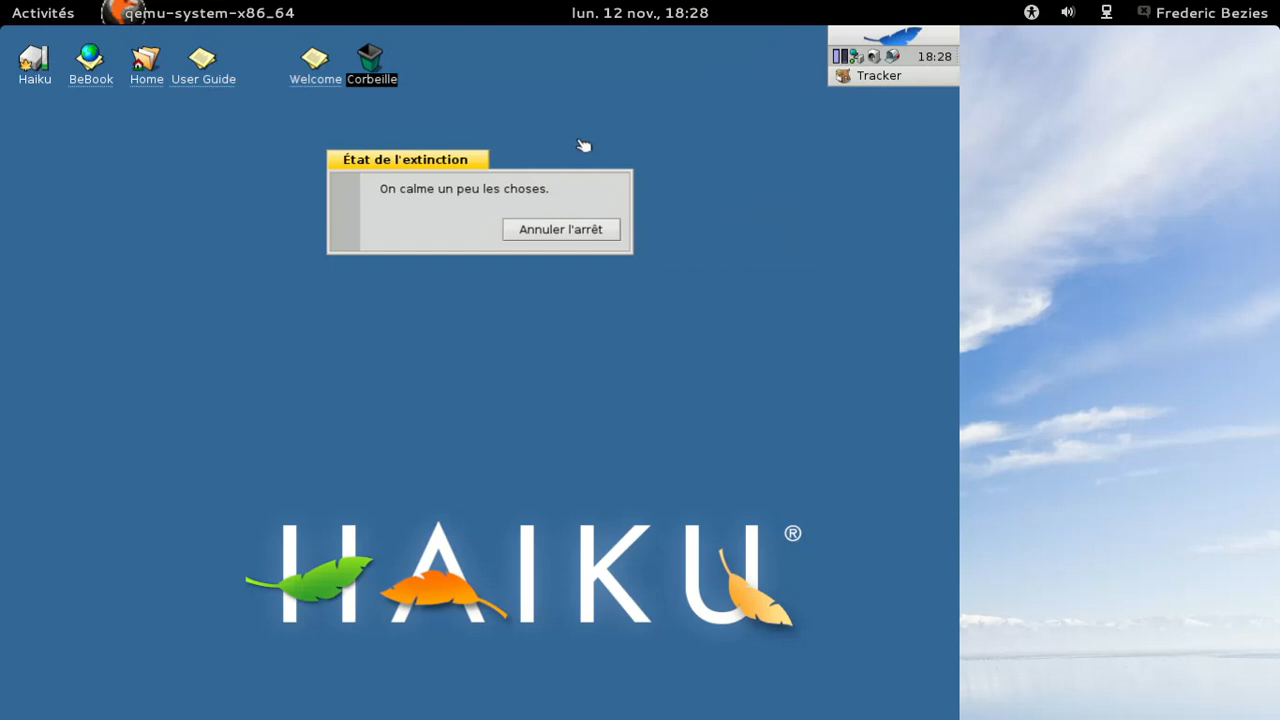 Activités qemu-system-x86_64 lun. 12 nov., 18:28 Frederic Bezies
Haiku BeBook Home User Guide Welcome Corbeille
18:28
Tracker
État de l'extinction
On calme un peu les choses.
Annuler l'arrêt
HAIKU®